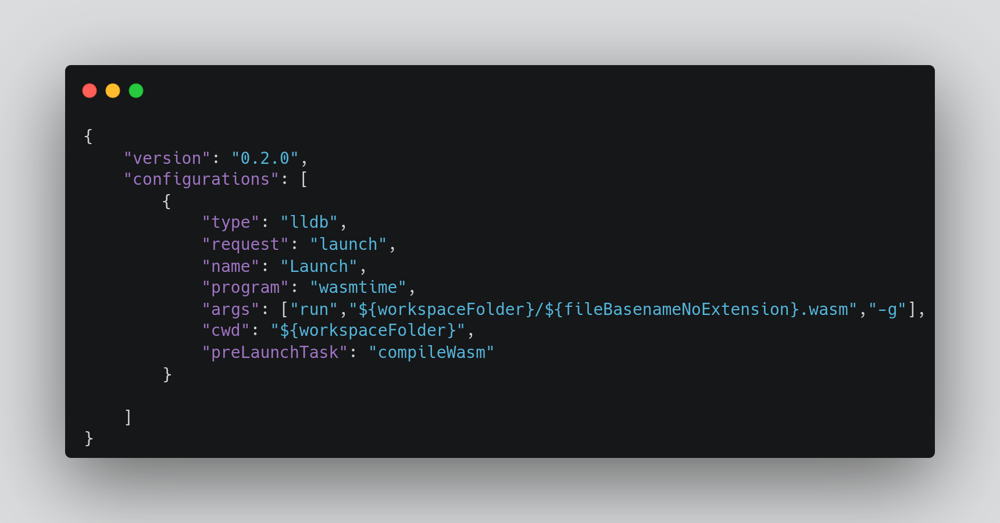 {
    "version": "0.2.0",
    "configurations": [
        {
            "type": "lldb",
            "request": "launch",
            "name": "Launch",
            "program": "wasmtime",
            "args": ["run","${workspaceFolder}/${fileBasenameNoExtension}.wasm","-g"],
            "cwd": "${workspaceFolder}",
            "preLaunchTask": "compileWasm"
        }

    ]
}